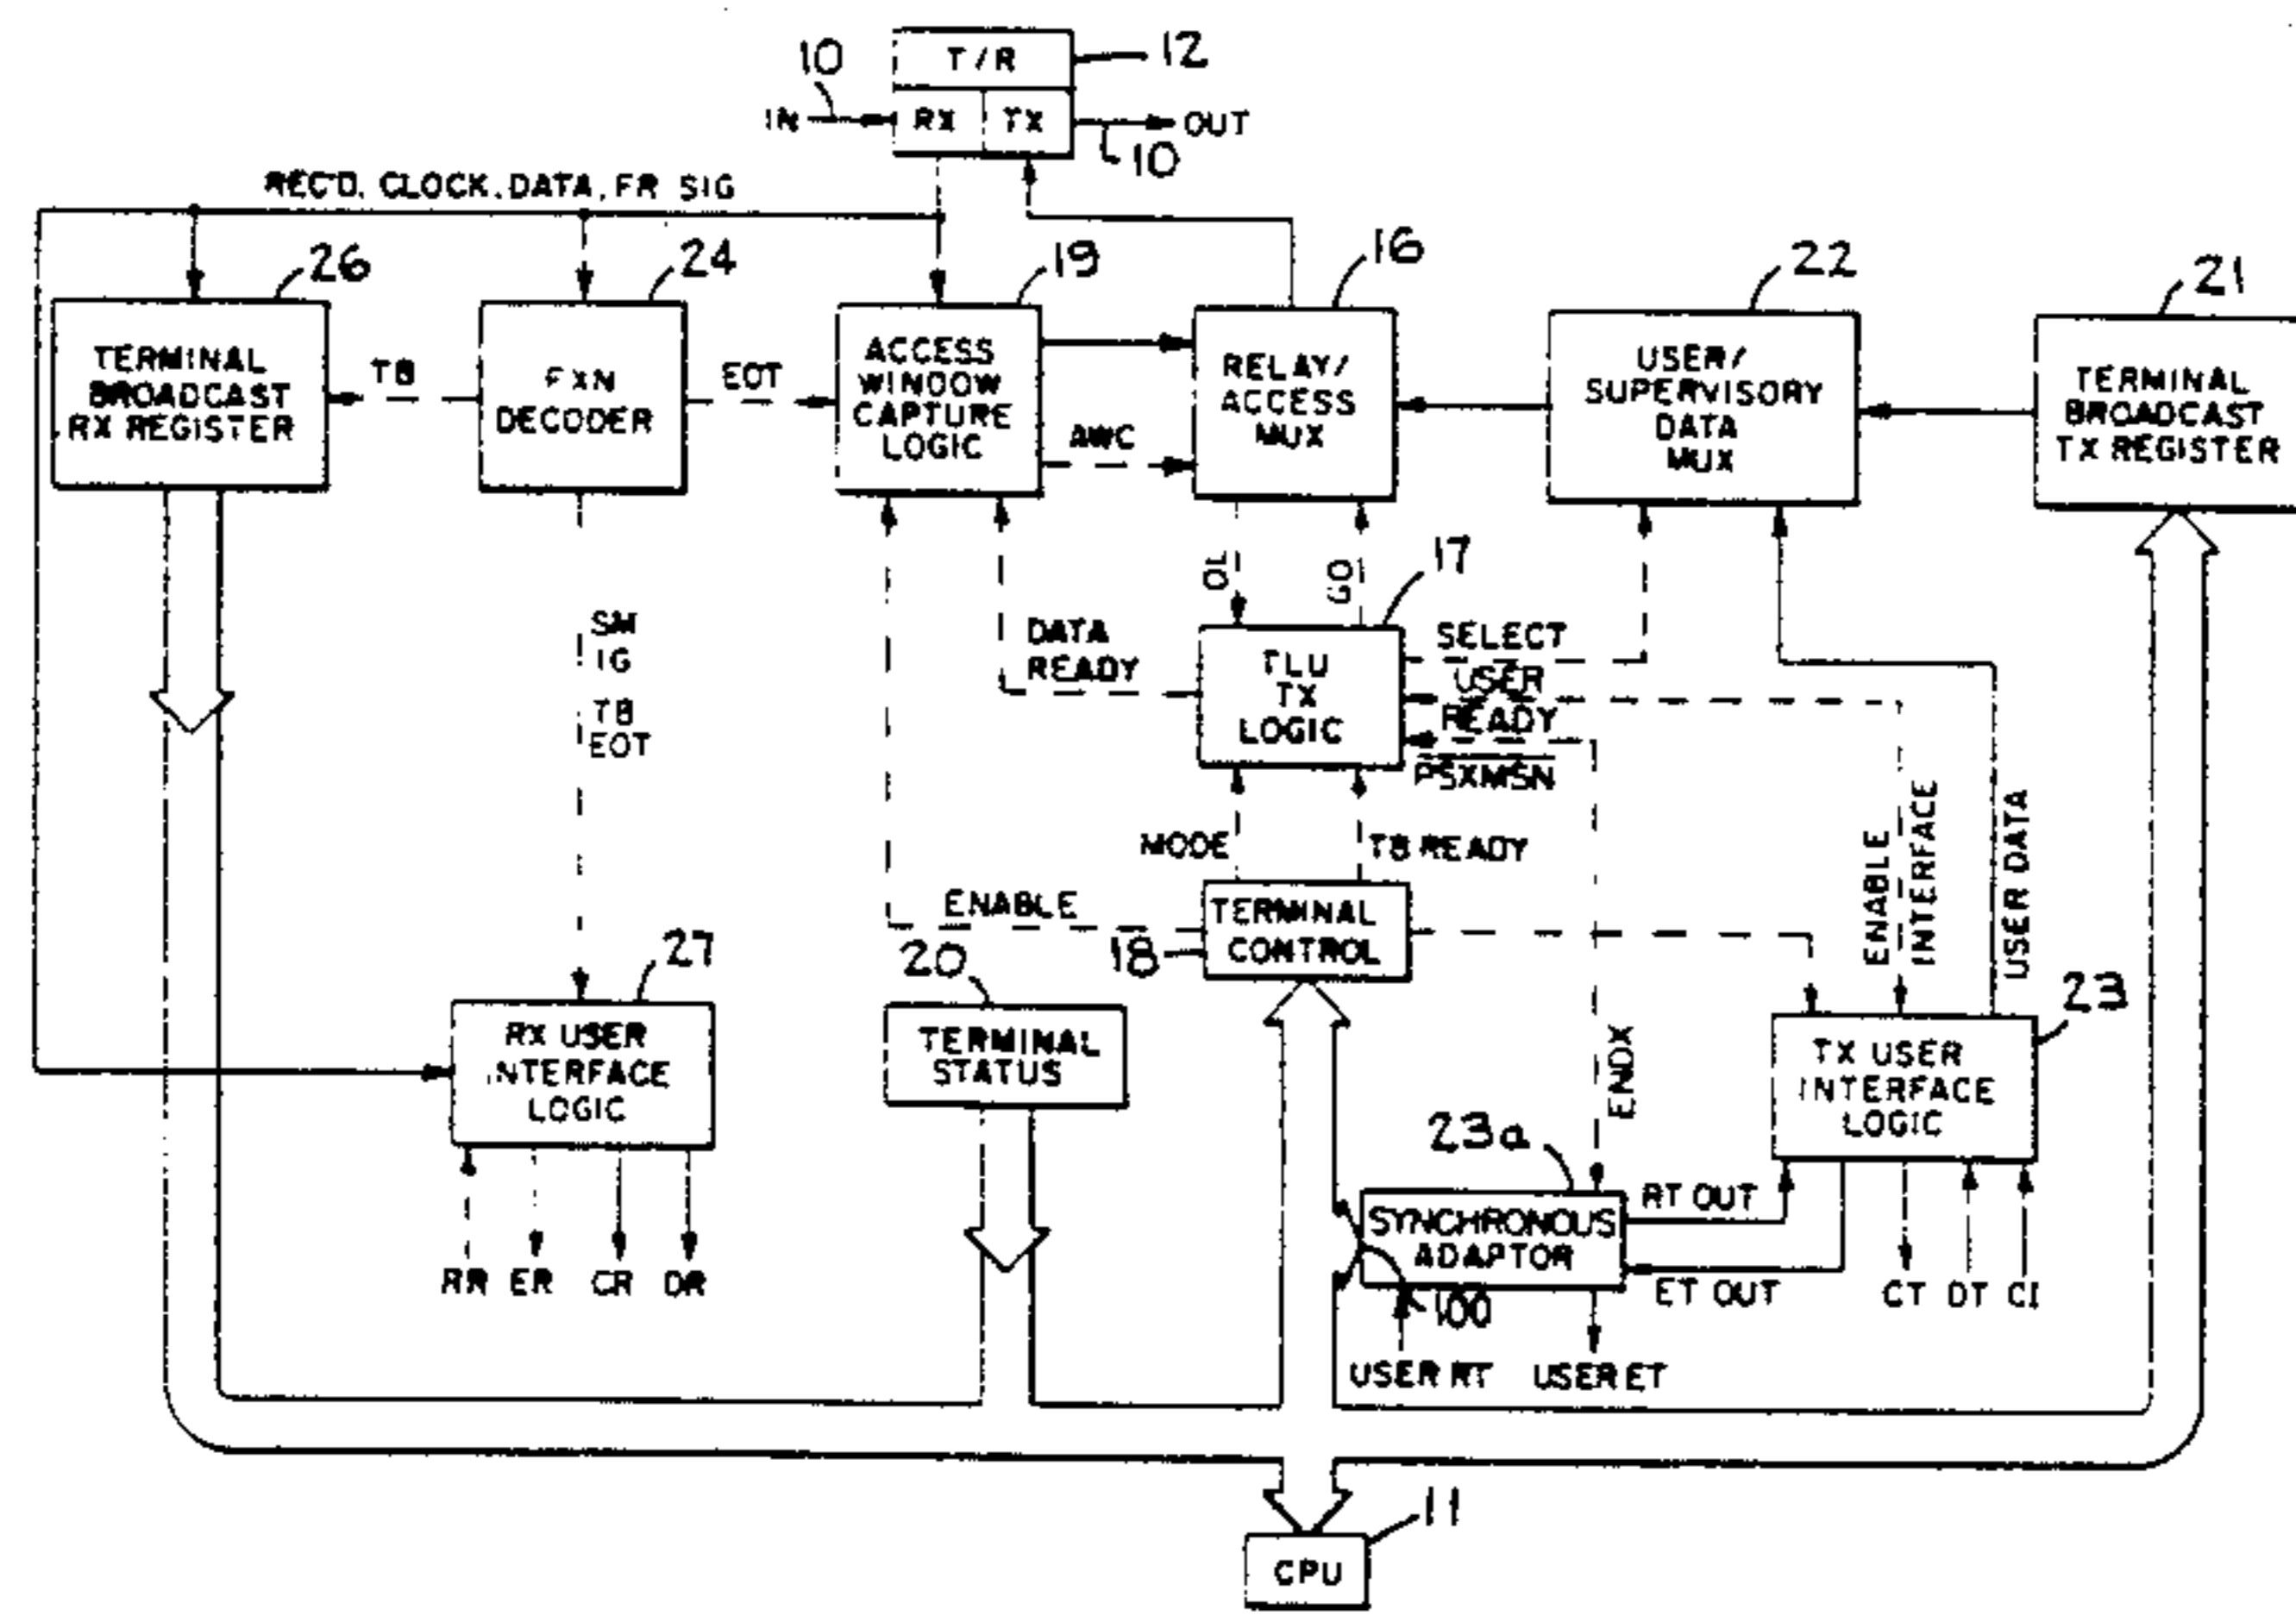 T/R
12
10
IN
RX
TX
OUT
10
REC'D. CLOCK, DATA, FR SIG
26
24
19
16
22
21
TERMINAL
BROADCAST
RX REGISTER
TB
FXN
DECODER
EOT
ACCESS
WINDOW
CAPTURE
LOGIC
AWC
RELAY/
ACCESS
MUX
USER/
SUPERVISORY
DATA
MUX
TERMINAL
BROADCAST
TX REGISTER
OL
GO
17
SM
IG
TB
EOT
DATA
READY
TLU
TX
LOGIC
SELECT
USER
READY
PSXMSN
MODE
TB READY
ENABLE
INTERFACE
USER DATA
ENABLE
TERMINAL
CONTROL
18
27
20
23
RX USER
INTERFACE
LOGIC
TERMINAL
STATUS
ENDX
TX USER
INTERFACE
LOGIC
23a
SYNCHRONOUS
ADAPTOR
RT OUT
ET OUT
RR ER CR DR
100
CT DT CI
USER RT
USER ET
11
CPU